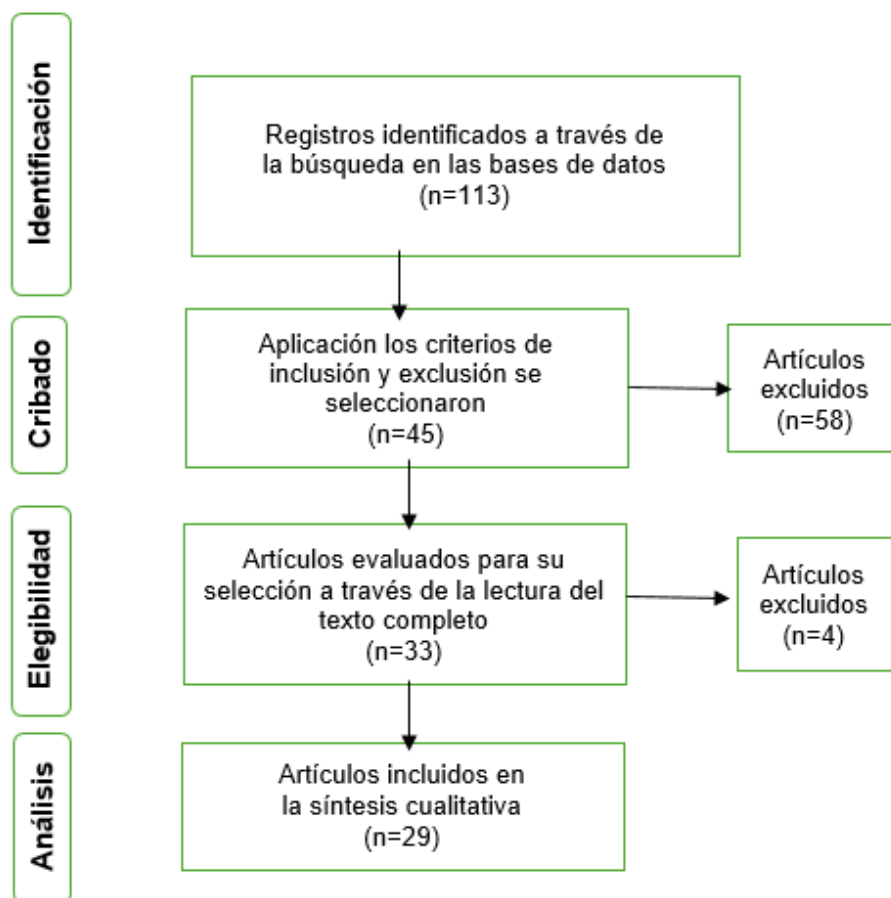 Identificación
Registros identificados a través de
la búsqueda en las bases de datos
(n=113)
Cribado
Aplicación los criterios de
inclusión y exclusión se
seleccionaron
(n=45)
Artículos
excluidos
(n=58)
Elegibilidad
Artículos evaluados para su
selección a través de la lectura del
texto completo
(n=33)
Artículos
excluidos
(n=4)
Análisis
Artículos incluidos en
la síntesis cualitativa
(n=29)